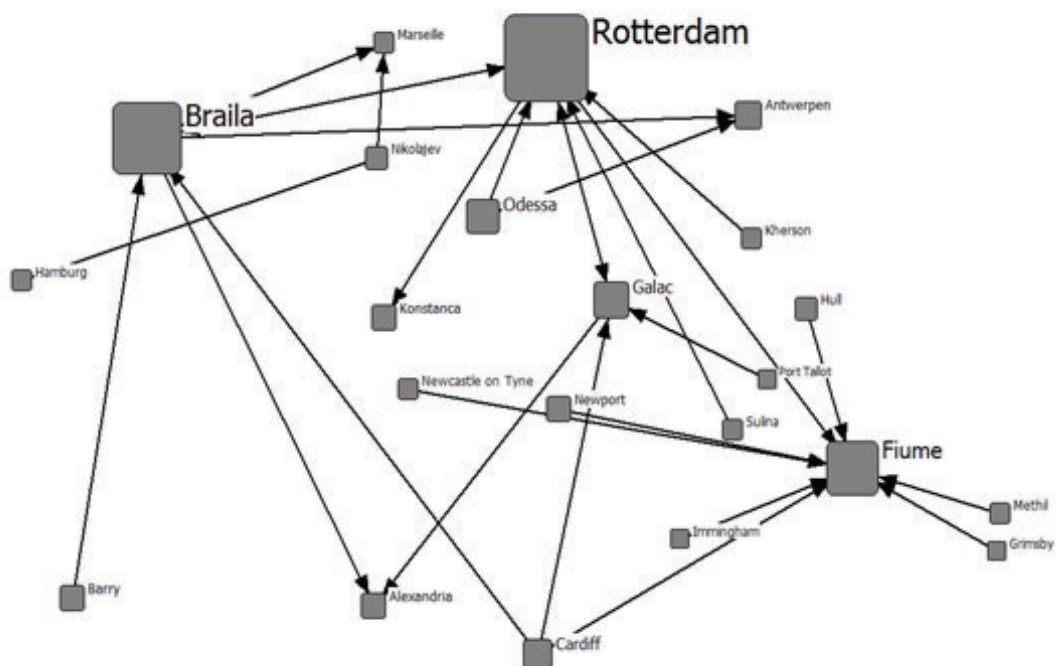 Marseille
Rotterdam
Braila
Antwerpen
Nikolajev
Odessa
Kherson
Hamburg
Galac
Hull
Konstanca
Port Tallot
Newcastle on Tyne
Newport
Sulina
Fiume
Methil
Immingham
Grimsby
Barry
Alexandria
Cardiff